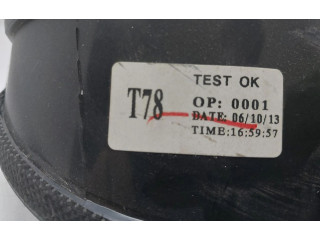 TEST OK
T78
OP: 0001
DATE: 06/10/13
TIME:16:59:57